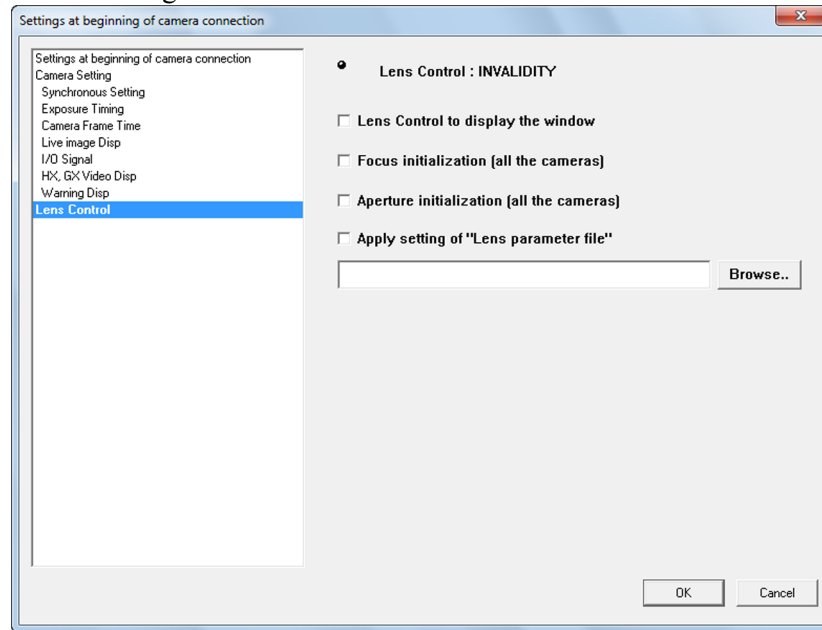 Settings at beginning of camera connection
Settings at beginning of camera connection
Camera Setting
Synchronous Setting
Exposure Timing
Camera Frame Time
Live image Disp
I/O Signal
HX, GX Video Disp
Warning Disp
Lens Control
Lens Control : INVALIDITY
Lens Control to display the window
Focus initialization (all the cameras)
Aperture initialization (all the cameras)
Apply setting of "Lens parameter file"
Browse..
OK
Cancel